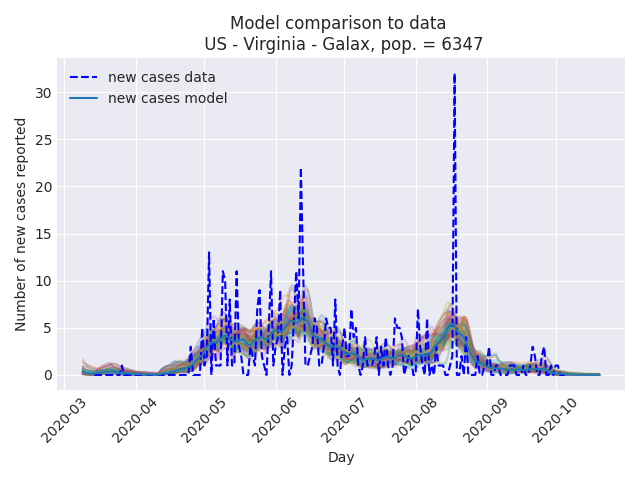 Model comparison to data
US - Virginia - Galax, pop. = 6347
new cases data
new cases model
Number of new cases reported
30
25
20
15
10
5
0
2020-03
2020-04
2020-05
2020-06
2020-07
2020-08
2020-09
2020-10
Day